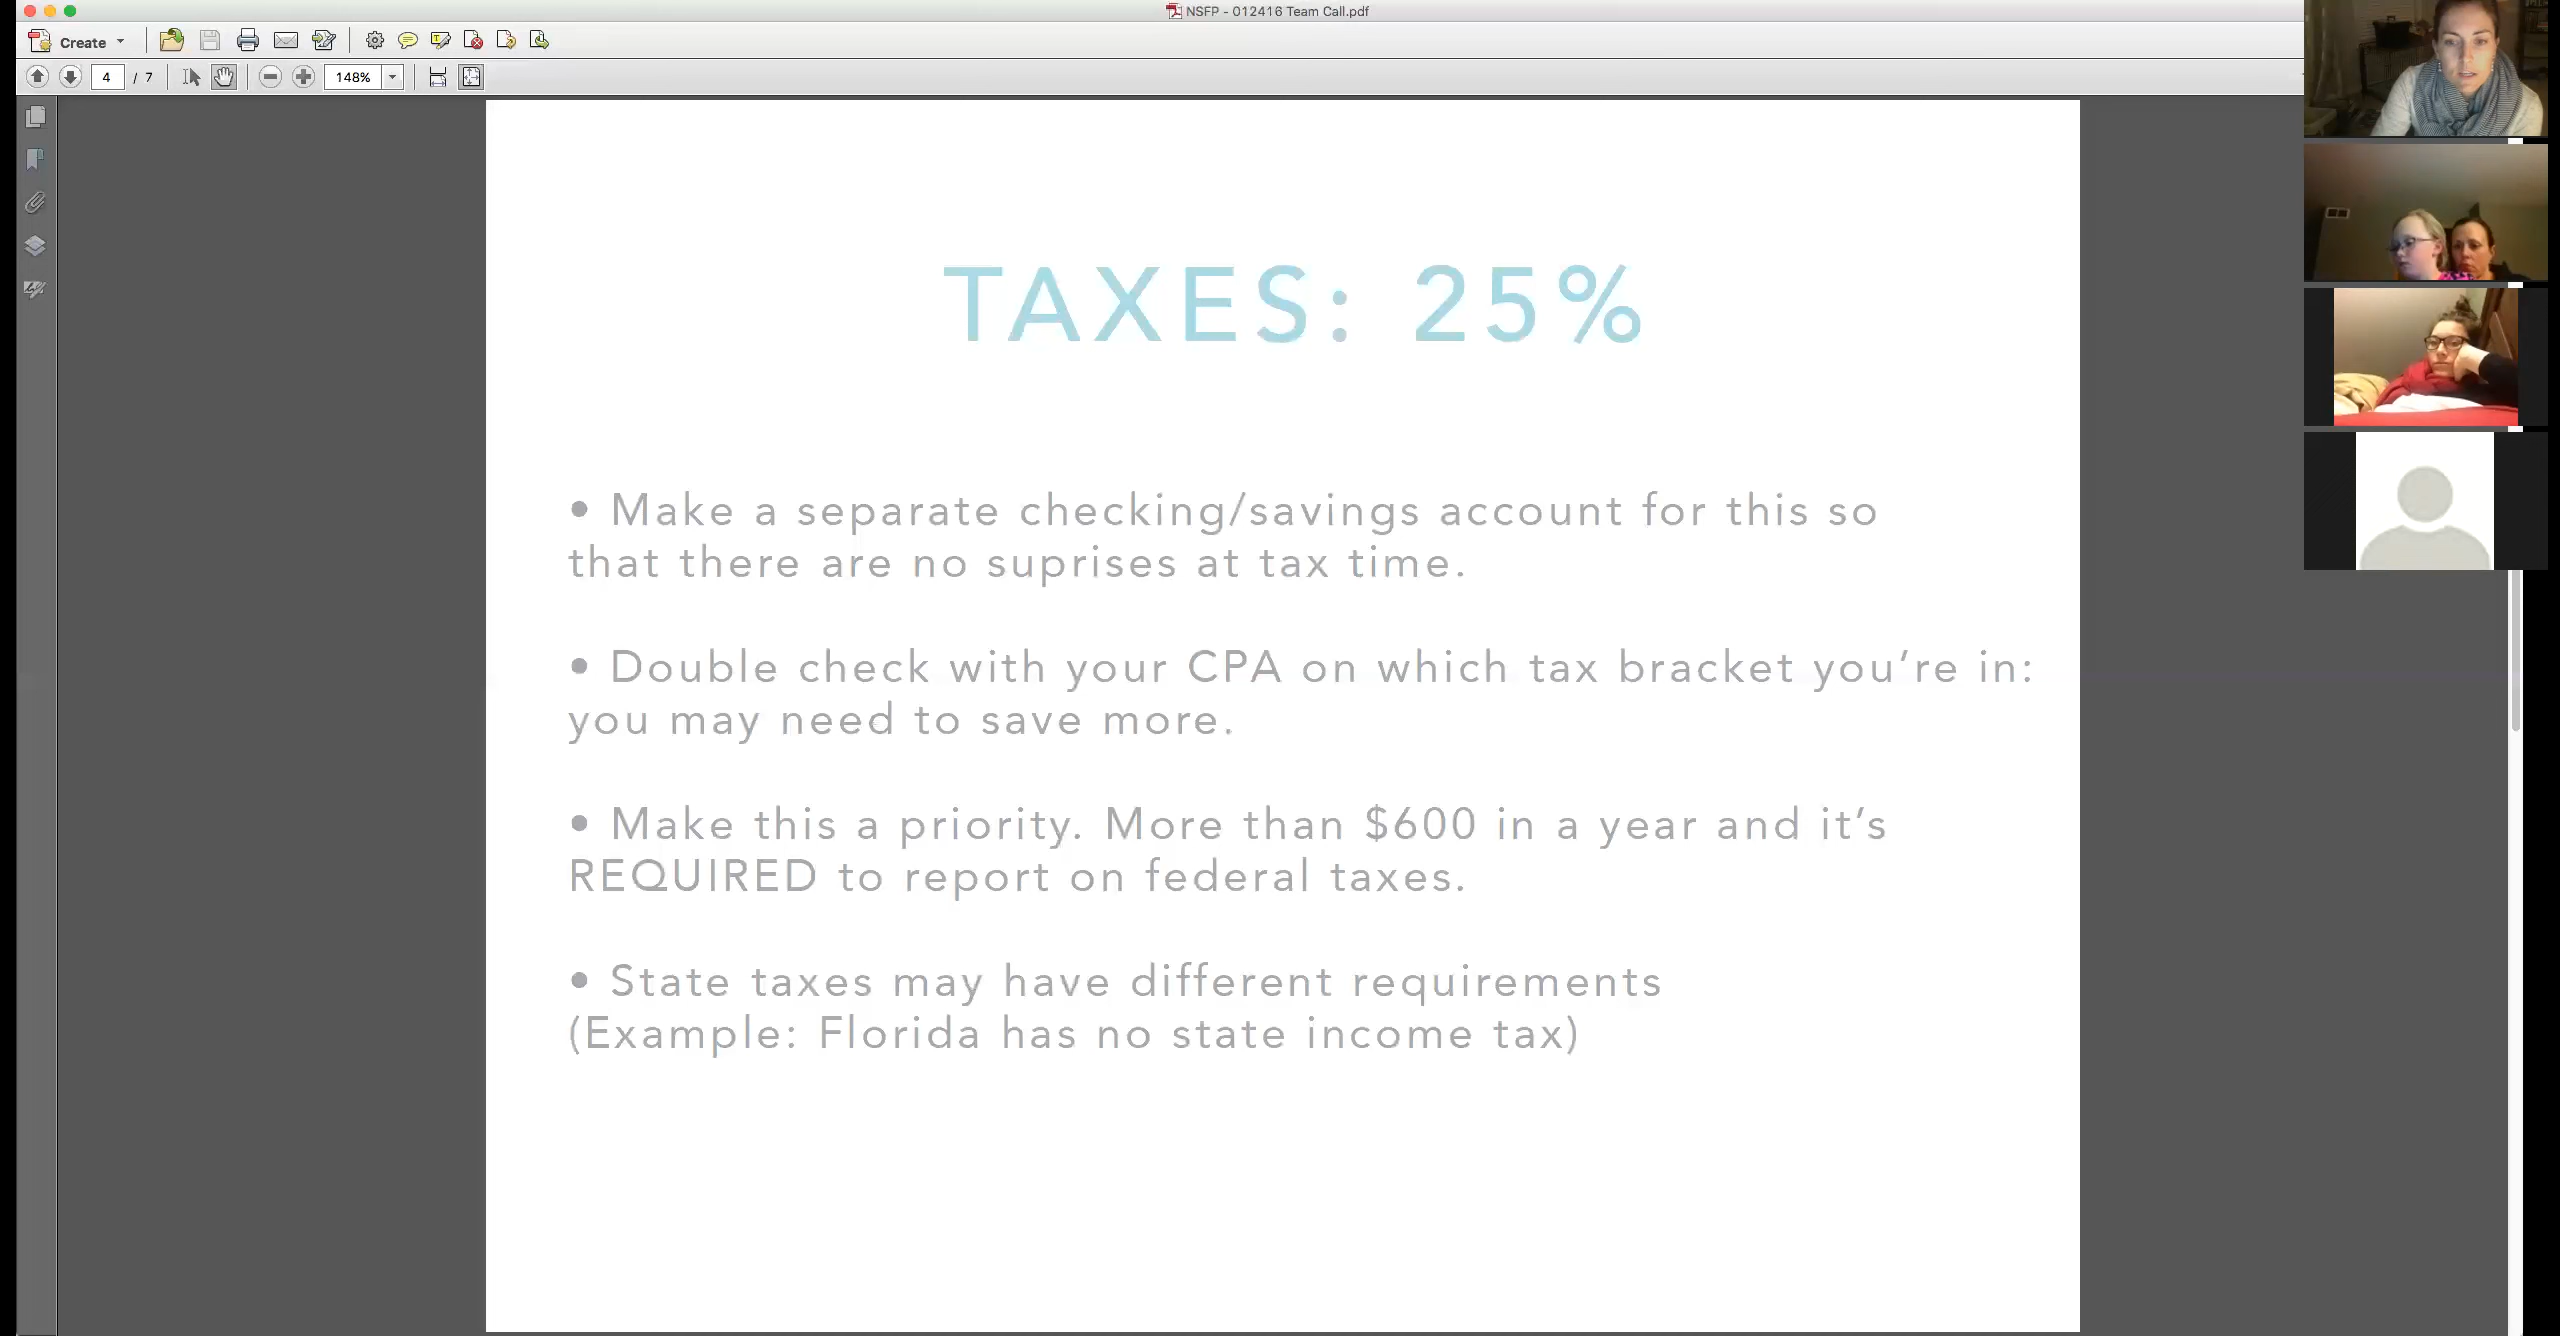 NSFP - 012416 Team Call.pdf
Create
4 / 7 148%
TAXES: 25%
• Make a separate checking/savings account for this so
that there are no suprises at tax time.
• Double check with your CPA on which tax bracket you’re in:
you may need to save more.
• Make this a priority. More than $600 in a year and it’s
REQUIRED to report on federal taxes.
• State taxes may have different requirements
(Example: Florida has no state income tax)